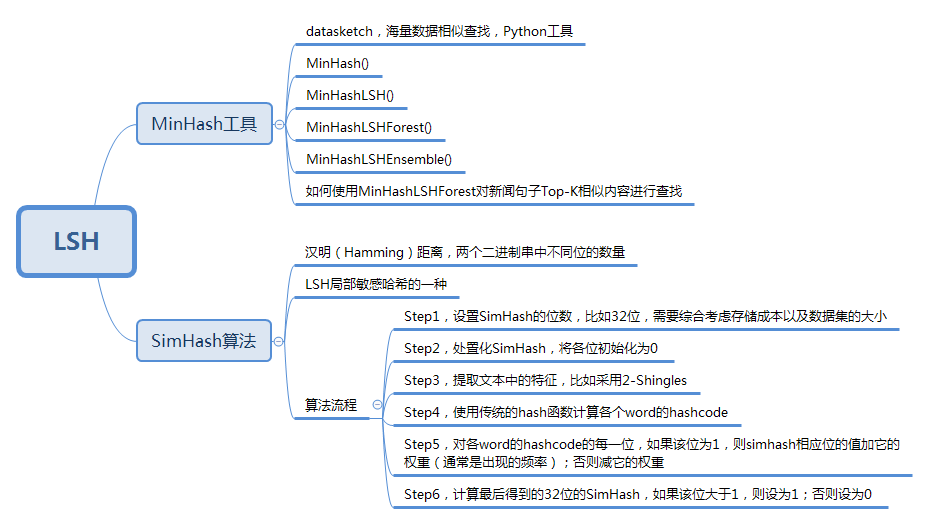 datasketch，海量数据相似查找，Python工具
MinHash()
MinHashLSH()
MinHash工具
MinHashLSHForest()
MinHashLSHEnsemble()
如何使用MinHashLSHForest对新闻句子Top-K相似内容进行查找
LSH
汉明（Hamming）距离，两个二进制串中不同位的数量
LSH局部敏感哈希的一种
SimHash算法
Step1，设置SimHash的位数，比如32位，需要综合考虑存储成本以及数据集的大小
Step2，处置化SimHash，将各位初始化为0
Step3，提取文本中的特征，比如采用2-Shingles
算法流程
Step4，使用传统的hash函数计算各个word的hashcode
Step5，对各word的hashcode的每一位，如果该位为1，则simhash相应位的值加它的
权重（通常是出现的频率）；否则减它的权重
Step6，计算最后得到的32位的SimHash，如果该位大于1，则设为1；否则设为0